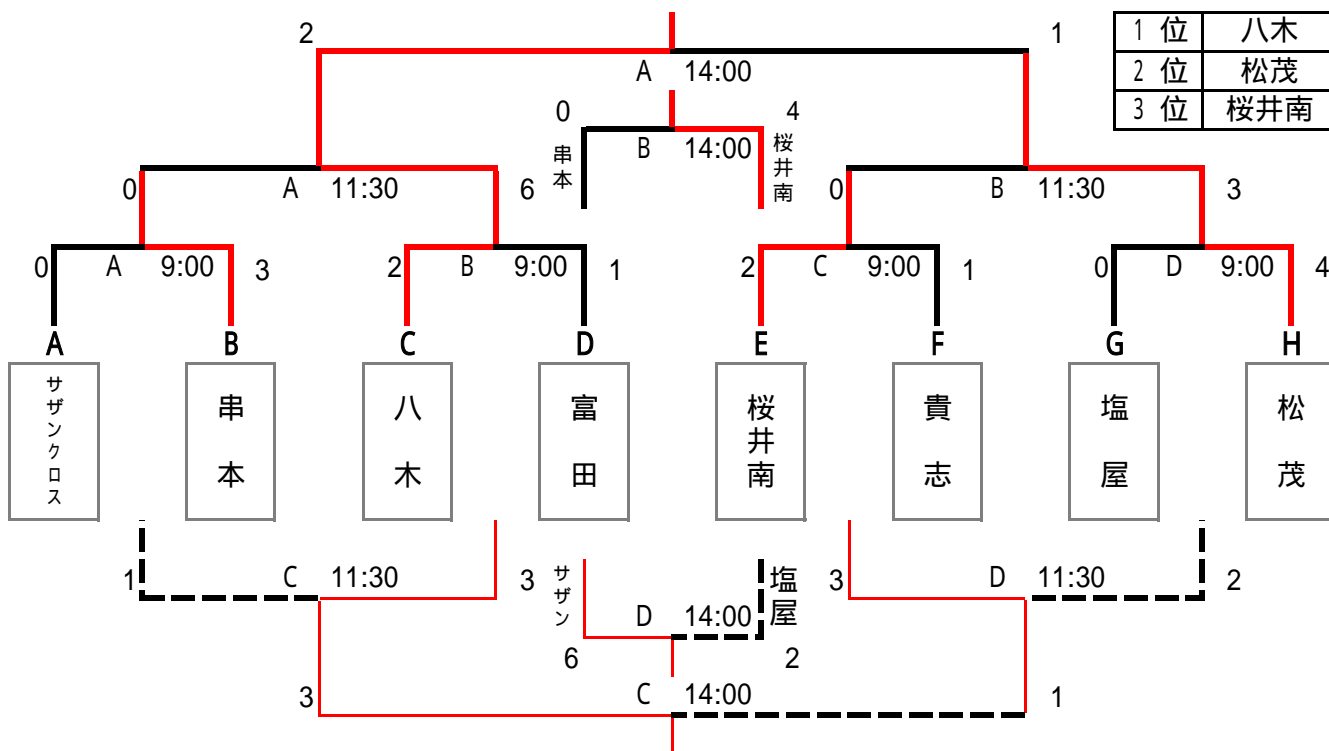 2 1
A 14:00
1 位 八木
2 位 松茂
3 位 桜井南
0 4
串本 B 14:00 桜井南
0 A 11:30 6
0 B 11:30 3
0 A 9:00 3
2 B 9:00 1
2 C 9:00 1
0 D 9:00 4
A B C D E F G H
サザンクロス
串本
八木
富田
桜井南
貴志
塩屋
松茂
1 C 11:30 3
サザン D 14:00 塩屋
3 D 11:30 2
6 2
3 C 14:00 1